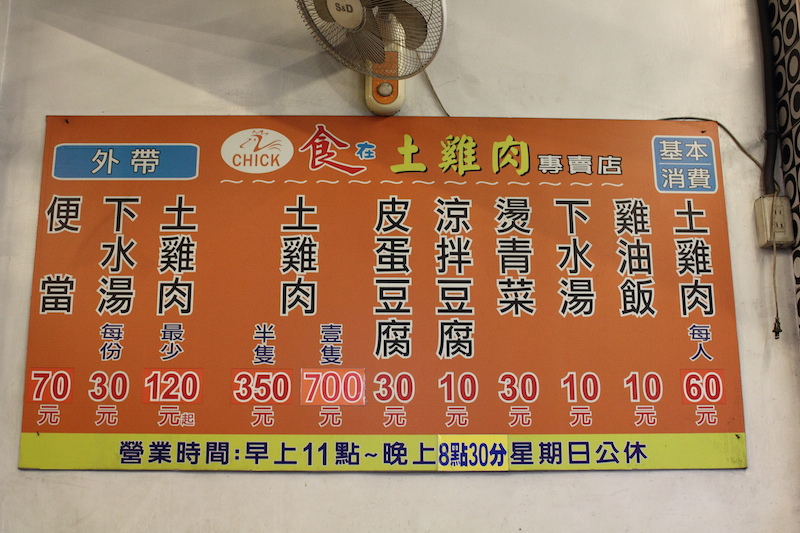 S&D
CHICK
食在土雞肉專賣店
基本
消費
土雞肉 每人 60元
雞油飯 10元
下水湯 10元
燙青菜 30元
涼拌豆腐 10元
皮蛋豆腐 30元
土雞肉
壹隻 700元
半隻 350元
外帶
土雞肉 最少 120元起
下水湯 每份 30元
便當 70元
營業時間:早上11點~晚上8點30分星期日公休